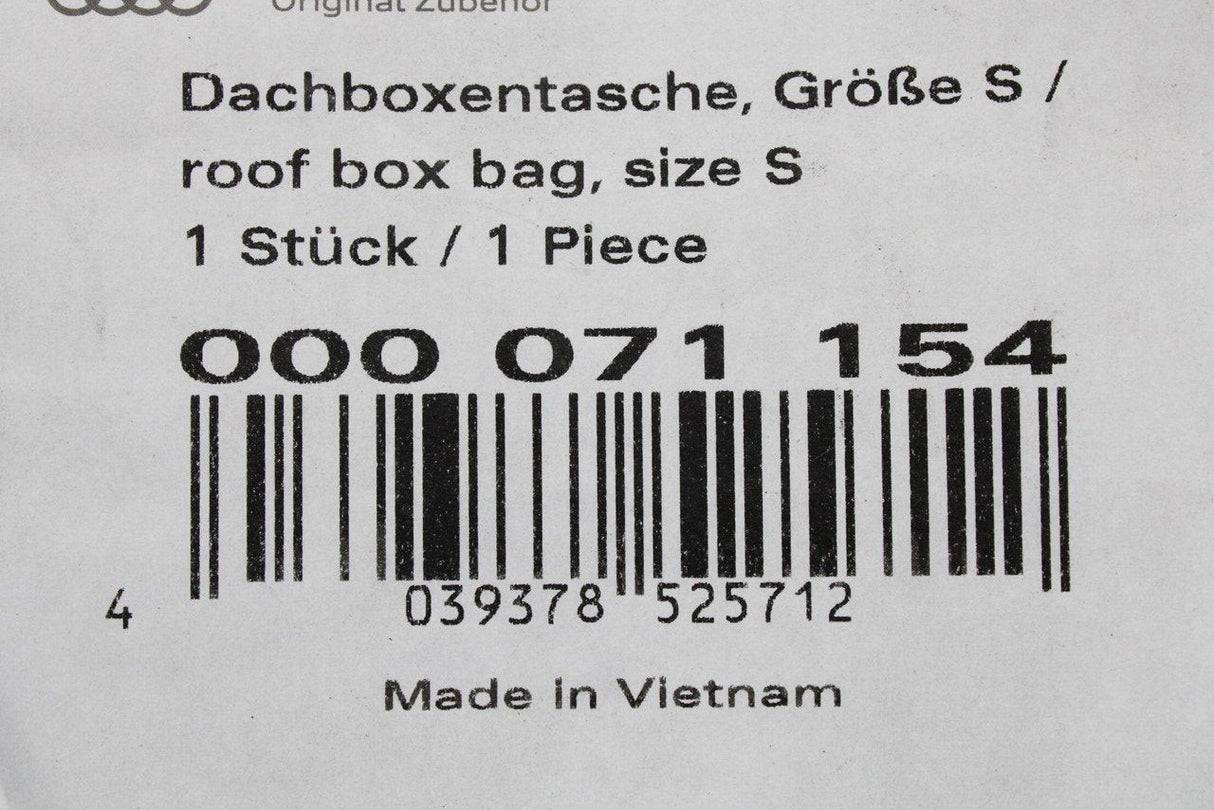 Original Zubehör
Dachboxentasche, Größe S /
roof box bag, size S
1 Stück / 1 Piece
000 071 154
4 039378 525712
Made in Vietnam